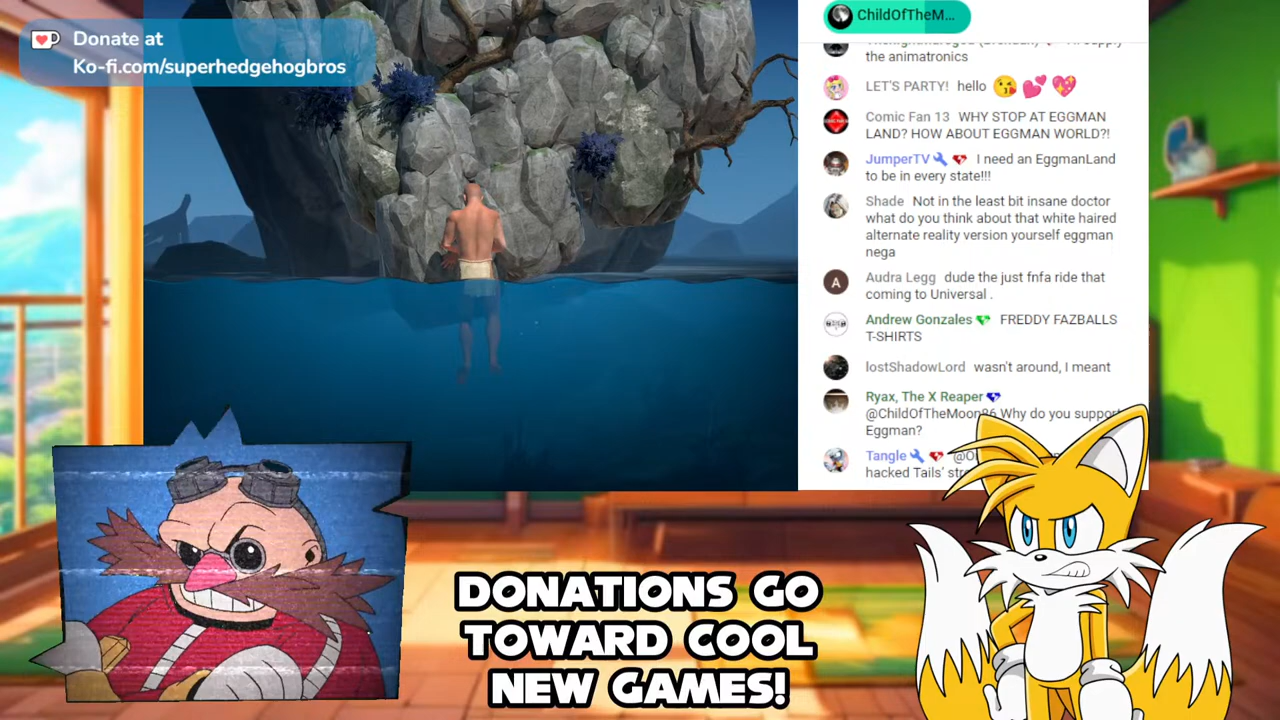 Donate at
Ko-fi.com/superhedgehogbros
ChildOfTheM...
the animatronics
LET'S PARTY! hello
Comic Fan 13 WHY STOP AT EGGMAN
LAND? HOW ABOUT EGGMAN WORLD?!
JumperTV I need an EggmanLand
to be in every state!!!
Shade Not in the least bit insane doctor
what do you think about that white haired
alternate reality version yourself eggman
nega
A
Audra Legg dude the just fnfa ride that
coming to Universal .
Andrew Gonzales FREDDY FAZBALLS
T-SHIRTS
lostShadowLord wasn't around, I meant
Ryax, The X Reaper
@ChildOfTheMoon86 Why do you support
Eggman?
Tangle
hacked Tails'
DONATIONS GO
TOWARD COOL
NEW GAMES!